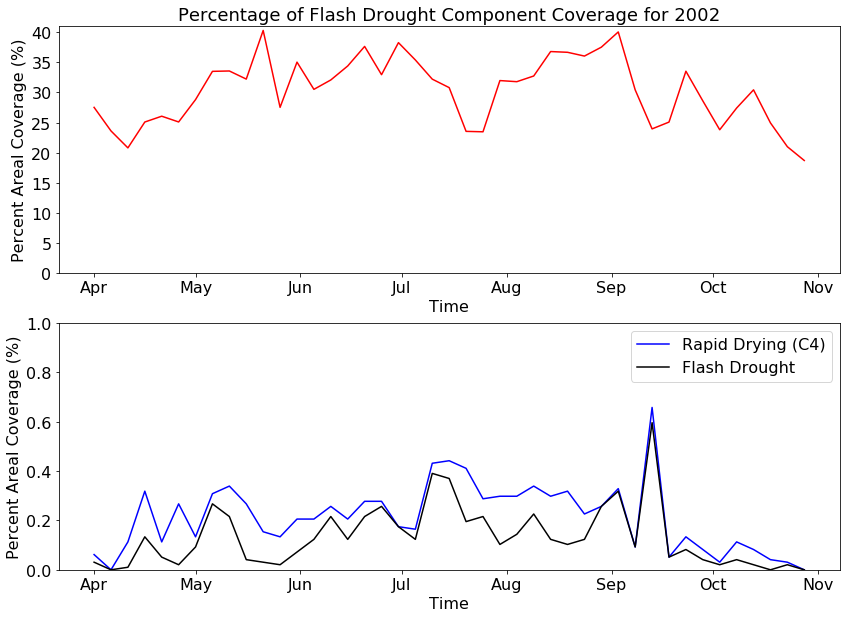 Percentage of Flash Drought Component Coverage for 2002
Percent Areal Coverage (%)
40
35
30
25
20
15
10
5
0
Apr May Jun Jul Aug Sep Oct Nov
Time
Percent Areal Coverage (%)
1.0
0.8
0.6
0.4
0.2
0.0
Rapid Drying (C4)
Flash Drought
Apr May Jun Jul Aug Sep Oct Nov
Time